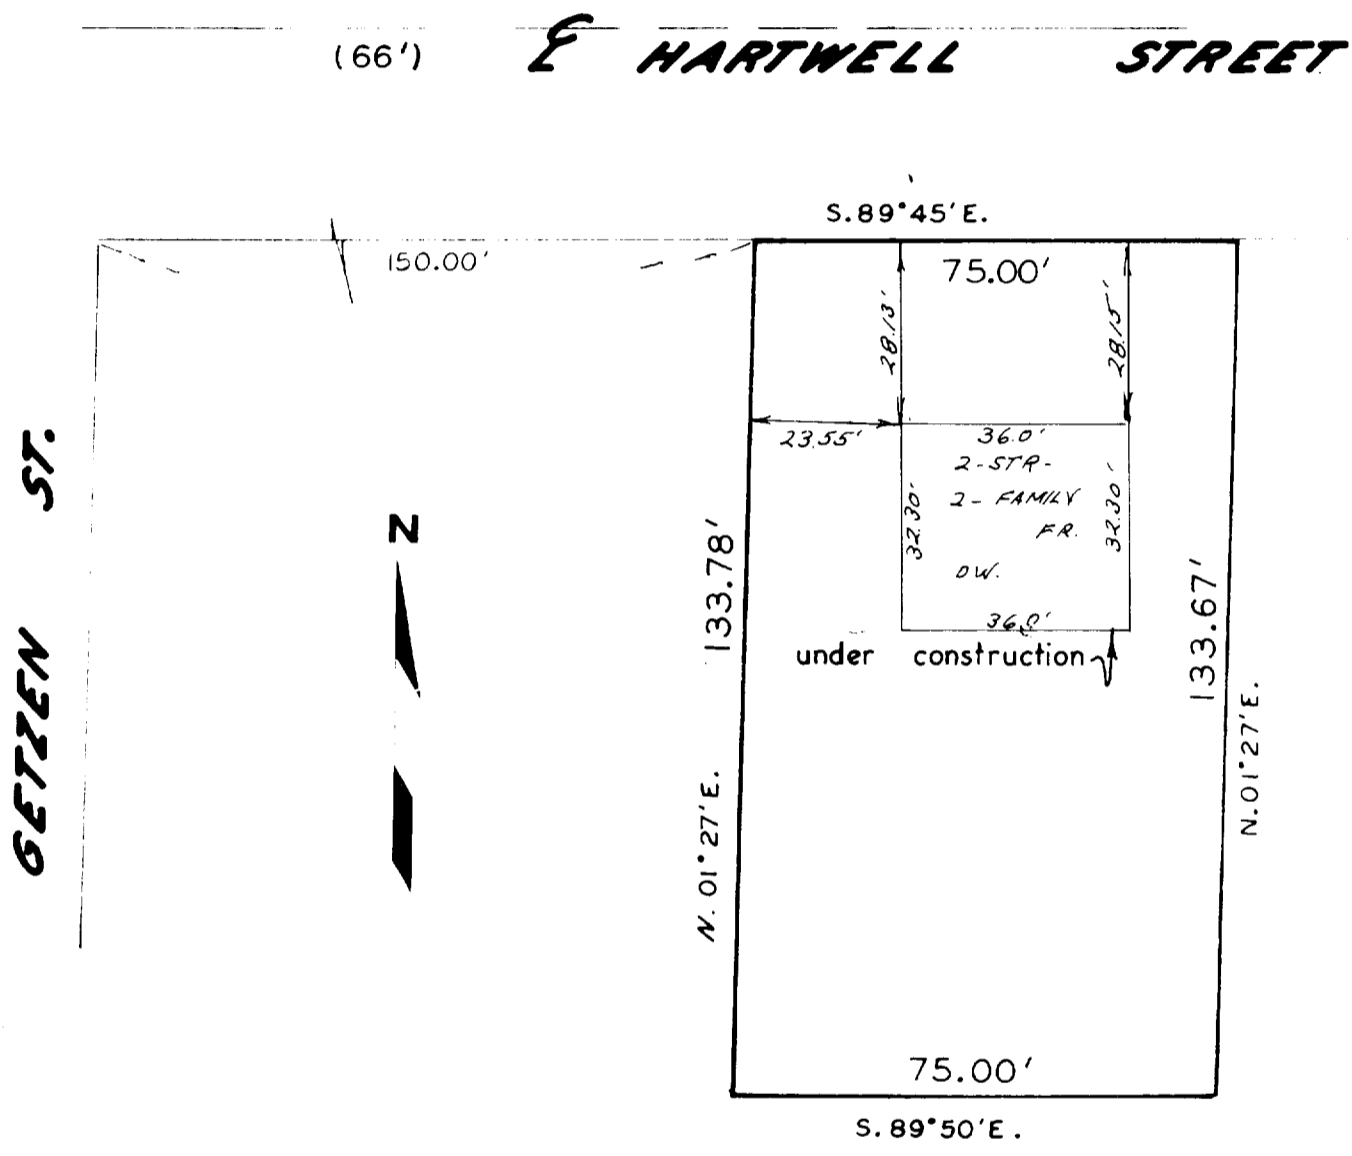 (66') ℄ HARTWELL STREET
S.89°45'E.
150.00'
75.00'
28.13'
28.15'
23.55'
36.0'
2-STR-
2-FAMILY
FR.
DW.
32.30'
32.30'
36.0'
under construction
133.78'
133.67'
N. 01°27'E.
N.01°27'E.
GETZEN ST.
N
75.00'
S.89°50'E.